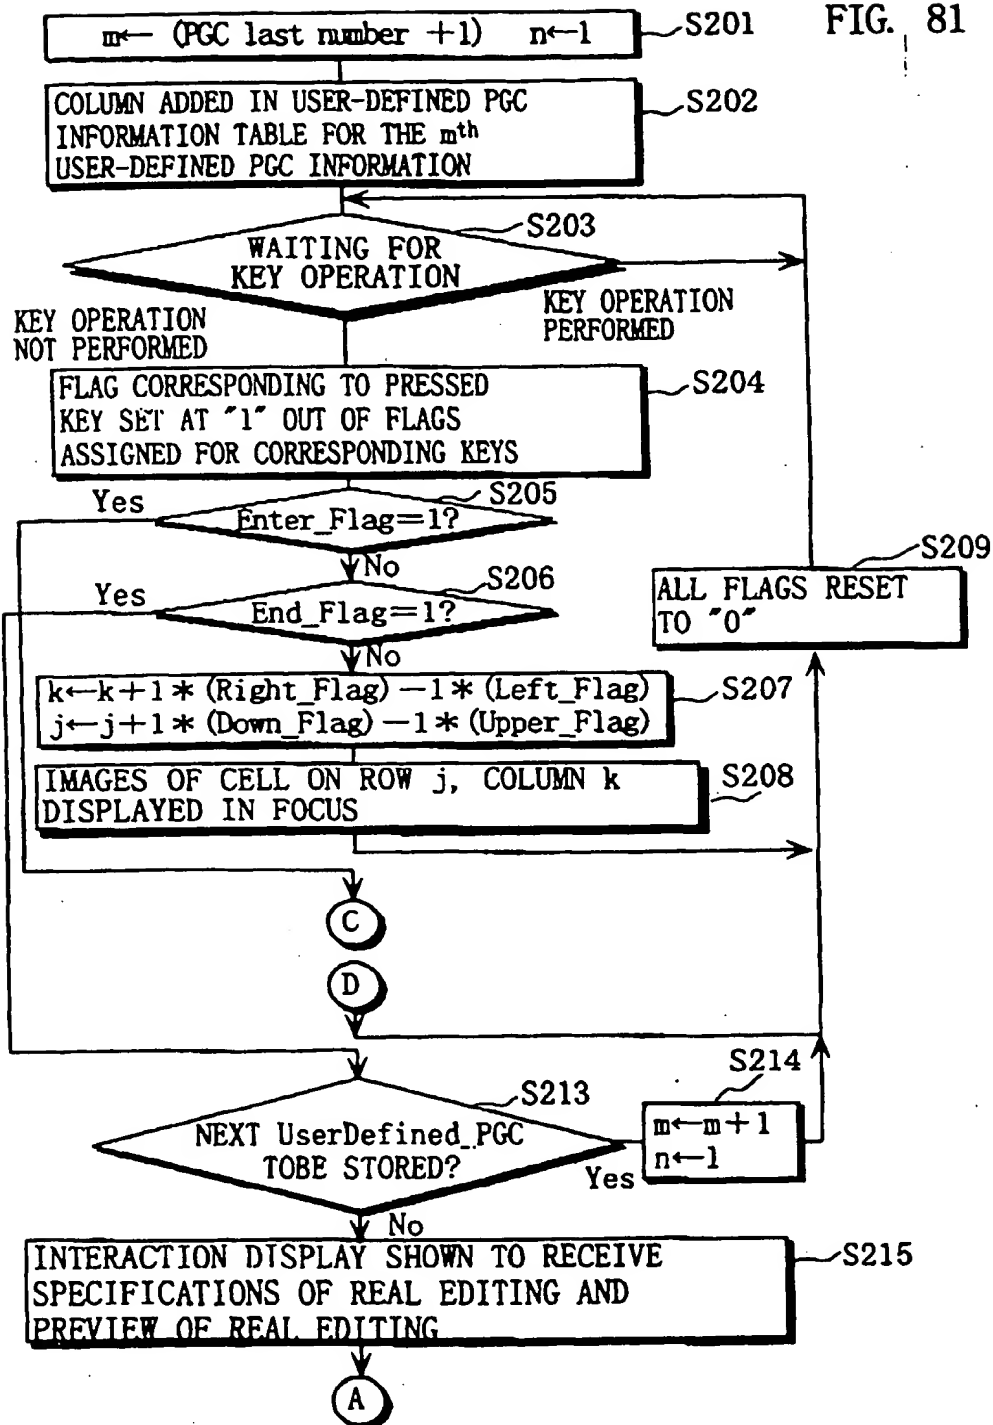 FIG. 81
m← (PGC last number +1) n←1
S201
COLUMN ADDED IN USER-DEFINED PGC
INFORMATION TABLE FOR THE mth
USER-DEFINED PGC INFORMATION
S202
S203
WAITING FOR
KEY OPERATION
KEY OPERATION
NOT PERFORMED
KEY OPERATION
PERFORMED
S204
FLAG CORRESPONDING TO PRESSED
KEY SET AT "1" OUT OF FLAGS
ASSIGNED FOR CORRESPONDING KEYS
S205
Yes
Enter_Flag=1?
No
S206
Yes
End_Flag=1?
No
S209
ALL FLAGS RESET
TO "0"
k←k+1*(Right_Flag)-1*(Left_Flag)
j←j+1*(Down_Flag)-1*(Upper_Flag)
S207
IMAGES OF CELL ON ROW j, COLUMN k
DISPLAYED IN FOCUS
S208
C
D
S213
NEXT UserDefined_PGC
TOBE STORED?
Yes
S214
m←m+1
n←1
No
INTERACTION DISPLAY SHOWN TO RECEIVE
SPECIFICATIONS OF REAL EDITING AND
PREVIEW OF REAL EDITING
S215
A